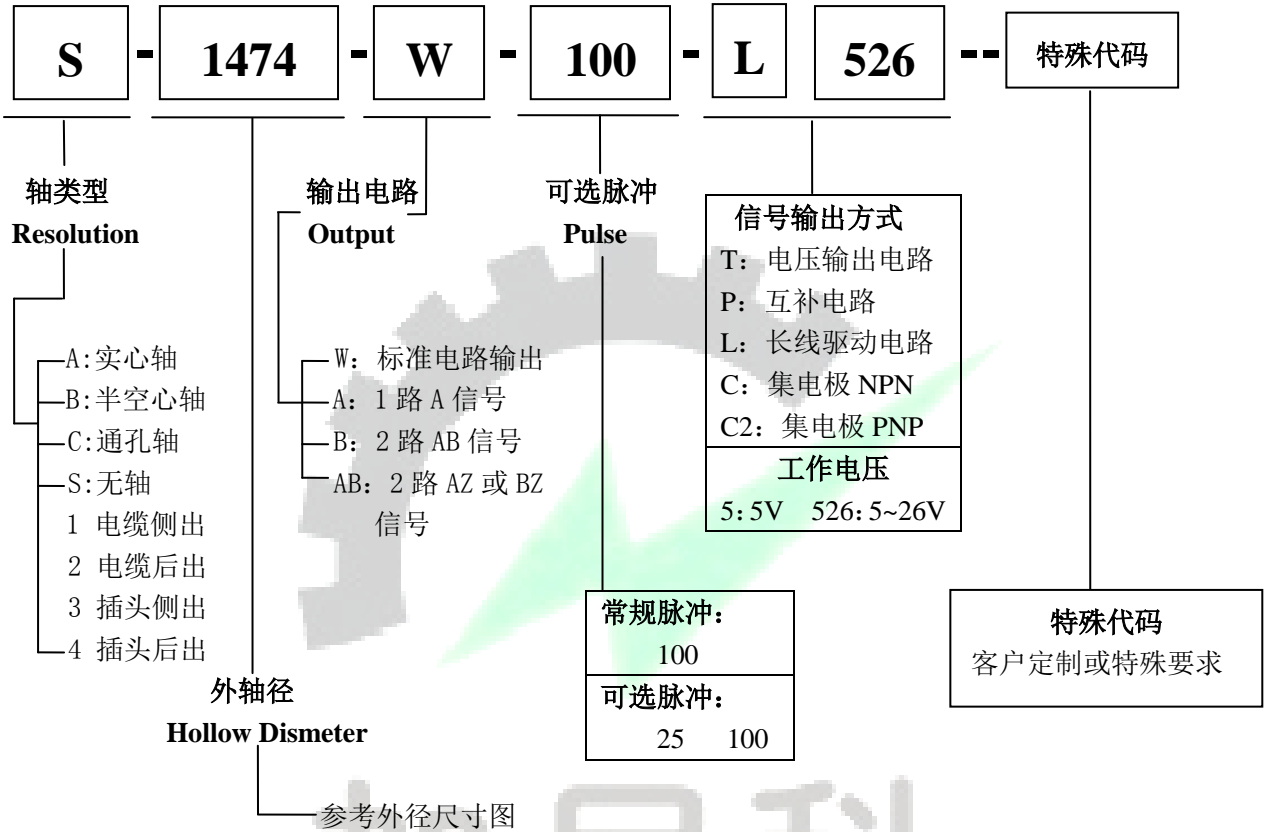 S - 1474 - W - 100 - L 526 -- 特殊代码
轴类型
Resolution
A:实心轴
B:半空心轴
C:通孔轴
S:无轴
1 电缆侧出
2 电缆后出
3 插头侧出
4 插头后出
外轴径
Hollow Dismeter
参考外径尺寸图
输出电路
Output
W：标准电路输出
A：1 路 A 信号
B：2 路 AB 信号
AB：2 路 AZ 或 BZ
信号
可选脉冲
Pulse
常规脉冲：
100
可选脉冲：
25 100
信号输出方式
T：电压输出电路
P：互补电路
L：长线驱动电路
C：集电极 NPN
C2：集电极 PNP
工作电压
5:5V 526:5~26V
特殊代码
客户定制或特殊要求